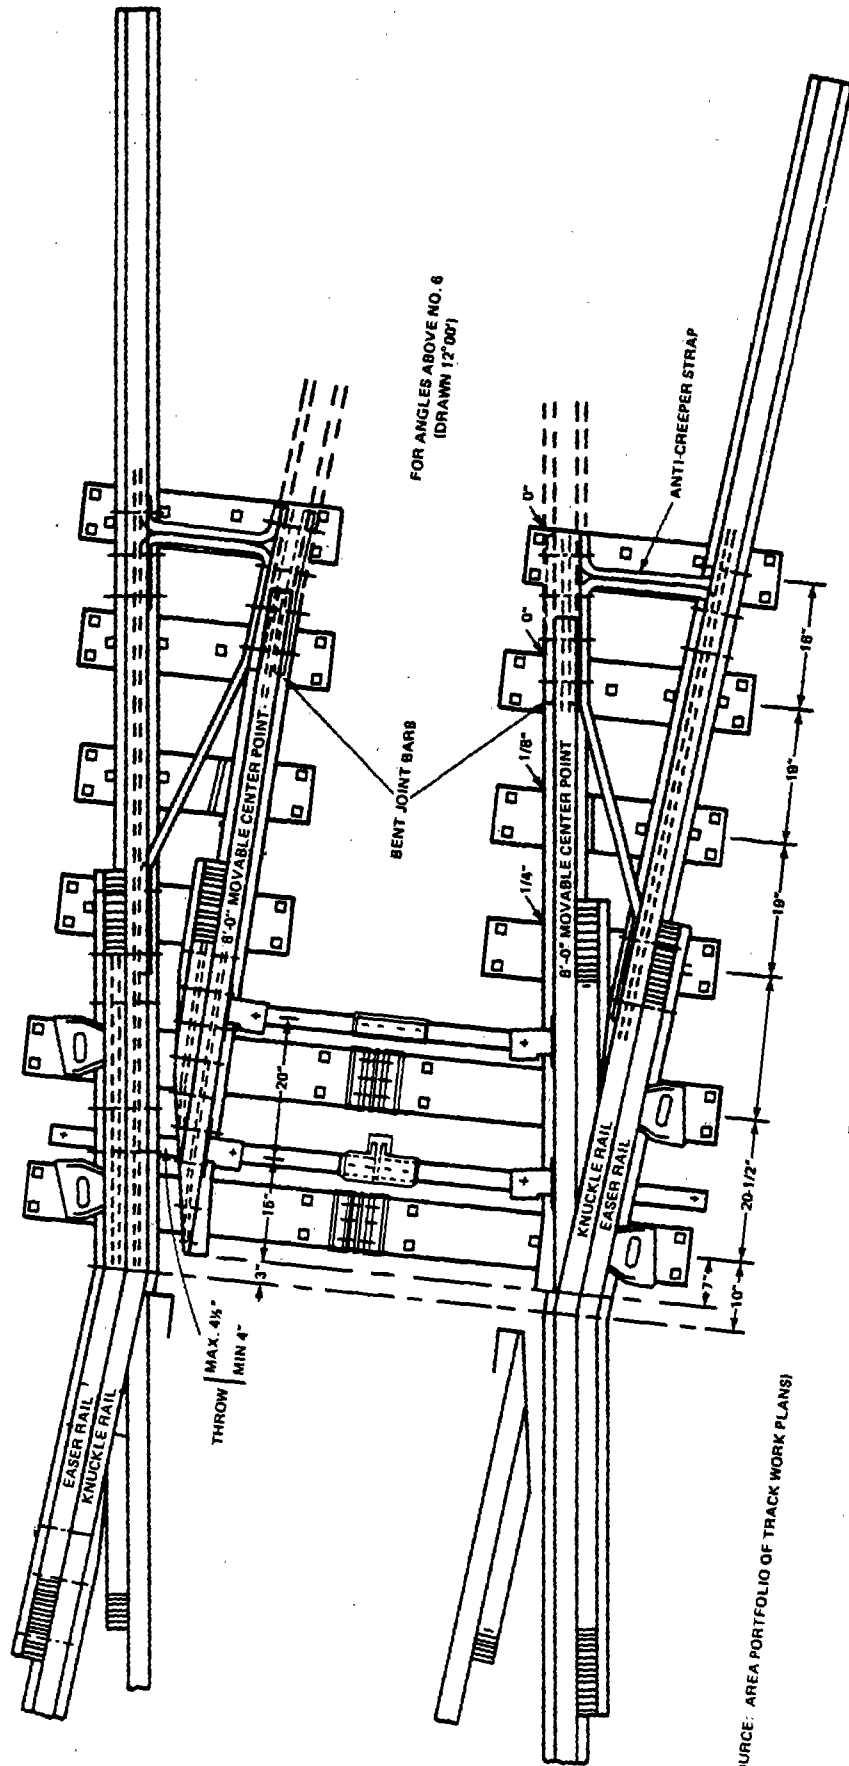 FOR ANGLES ABOVE NO. 6
(DRAWN 12°00')
0"
ANTI-CREEPER STRAP
0"
8'-0" MOVABLE CENTER POINT
BENT JOINT BARS
1/8"
8'-0" MOVABLE CENTER POINT
1/4"
18"
19"
19"
20"
KNUCKLE RAIL
EASER RAIL
20-1/2"
3"
7"
10"
EASER RAIL
KNUCKLE RAIL
THROW
MAX. 4½"
MIN 4"
OURCE: AREA PORTFOLIO OF TRACK WORK PLANS)